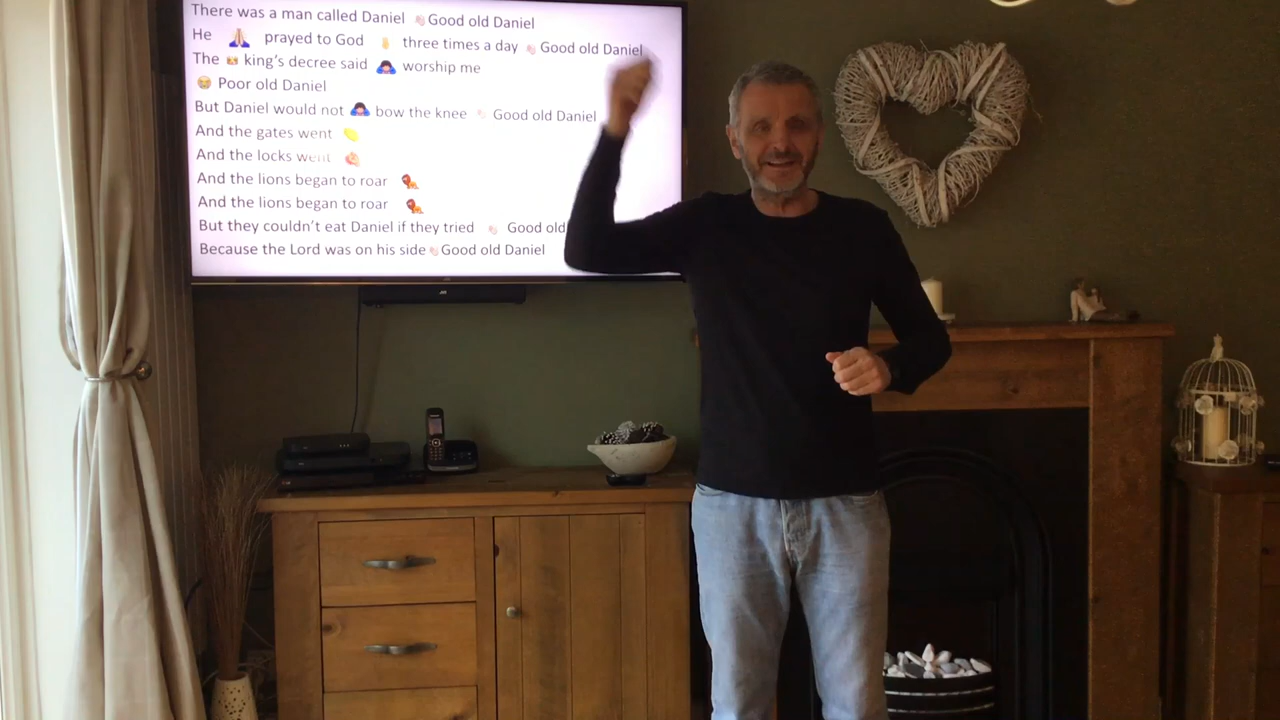 There was a man called Daniel 👏 Good old Daniel
He 🙏 prayed to God 🤚 three times a day 👏 Good old Daniel
The 👑 king's decree said 🙇 worship me
😭 Poor old Daniel
But Daniel would not 🙇 bow the knee 👏 Good old Daniel
And the gates went
And the locks went
And the lions began to roar 🦁
And the lions began to roar 🦁
But they couldn't eat Daniel if they tried 👏 Good old
Because the Lord was on his side 👏 Good old Daniel